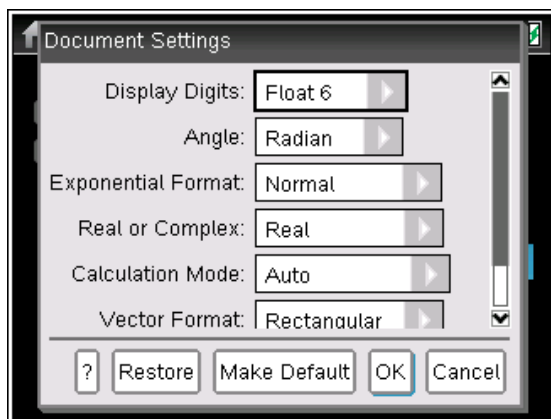 Document Settings
Display Digits: Float 6
Angle: Radian
Exponential Format: Normal
Real or Complex: Real
Calculation Mode: Auto
Vector Format: Rectangular
? Restore Make Default OK Cancel